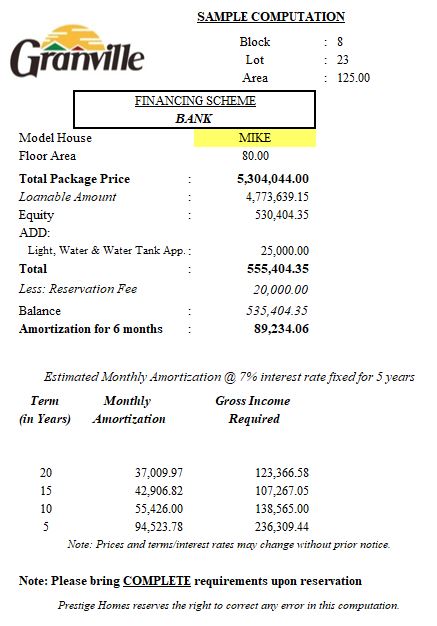 SAMPLE COMPUTATION
Granville
Block : 8
Lot : 23
Area : 125.00
FINANCING SCHEME
BANK
Model House MIKE
Floor Area 80.00
Total Package Price : 5,304,044.00
Loanable Amount : 4,773,639.15
Equity : 530,404.35
ADD:
Light, Water & Water Tank App. : 25,000.00
Total : 555,404.35
Less: Reservation Fee 20,000.00
Balance : 535,404.35
Amortization for 6 months : 89,234.06
Estimated Monthly Amortization @ 7% interest rate fixed for 5 years
Term Monthly Gross Income
(in Years) Amortization Required
20 37,009.97 123,366.58
15 42,906.82 107,267.05
10 55,426.00 138,565.00
5 94,523.78 236,309.44
Note: Prices and terms/interest rates may change without prior notice.
Note: Please bring COMPLETE requirements upon reservation
Prestige Homes reserves the right to correct any error in this computation.